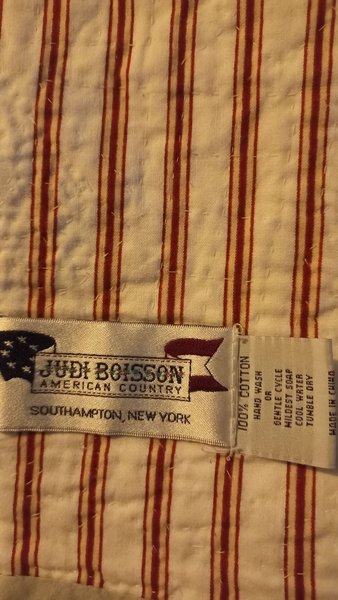 JUDI BOISSON
AMERICAN COUNTRY
SOUTHAMPTON, NEW YORK
100% COTTON
HAND WASH
OR
GENTLE CYCLE
MILDEST SOAP
COOL WATER
TUMBLE DRY
MADE IN CHINA